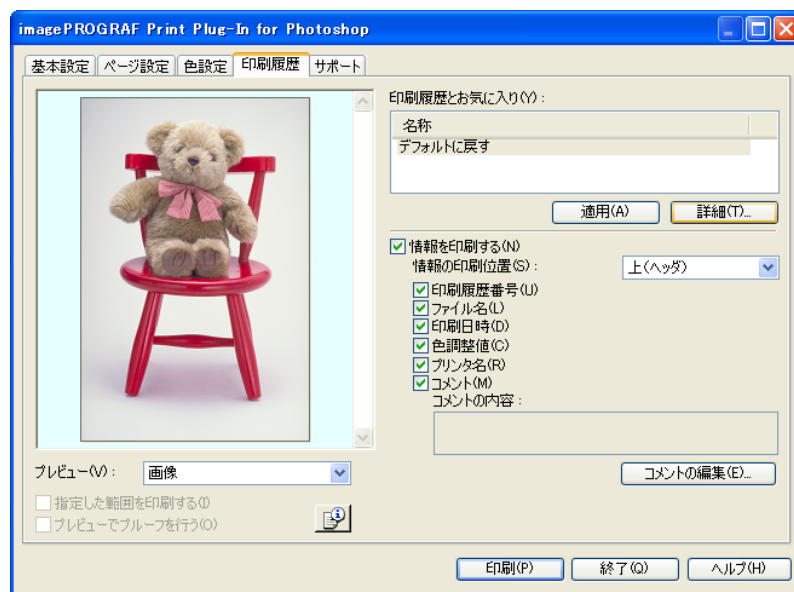 imagePROGRAF Print Plug-In for Photoshop
基本設定 ページ設定 色設定 印刷履歴 サポート
印刷履歴とお気に入り(Y):
名称
デフォルトに戻す
適用(A) 詳細(T)...
情報を印刷する(N)
情報の印刷位置(S): 上(ヘッダ)
印刷履歴番号(U)
ファイル名(L)
印刷日時(D)
色調整値(C)
プリンタ名(R)
コメント(M)
コメントの内容:
プレビュー(V): 画像
コメントの編集(E)...
指定した範囲を印刷する(I)
プレビューでプルーフを行う(O)
印刷(P) 終了(Q) ヘルプ(H)